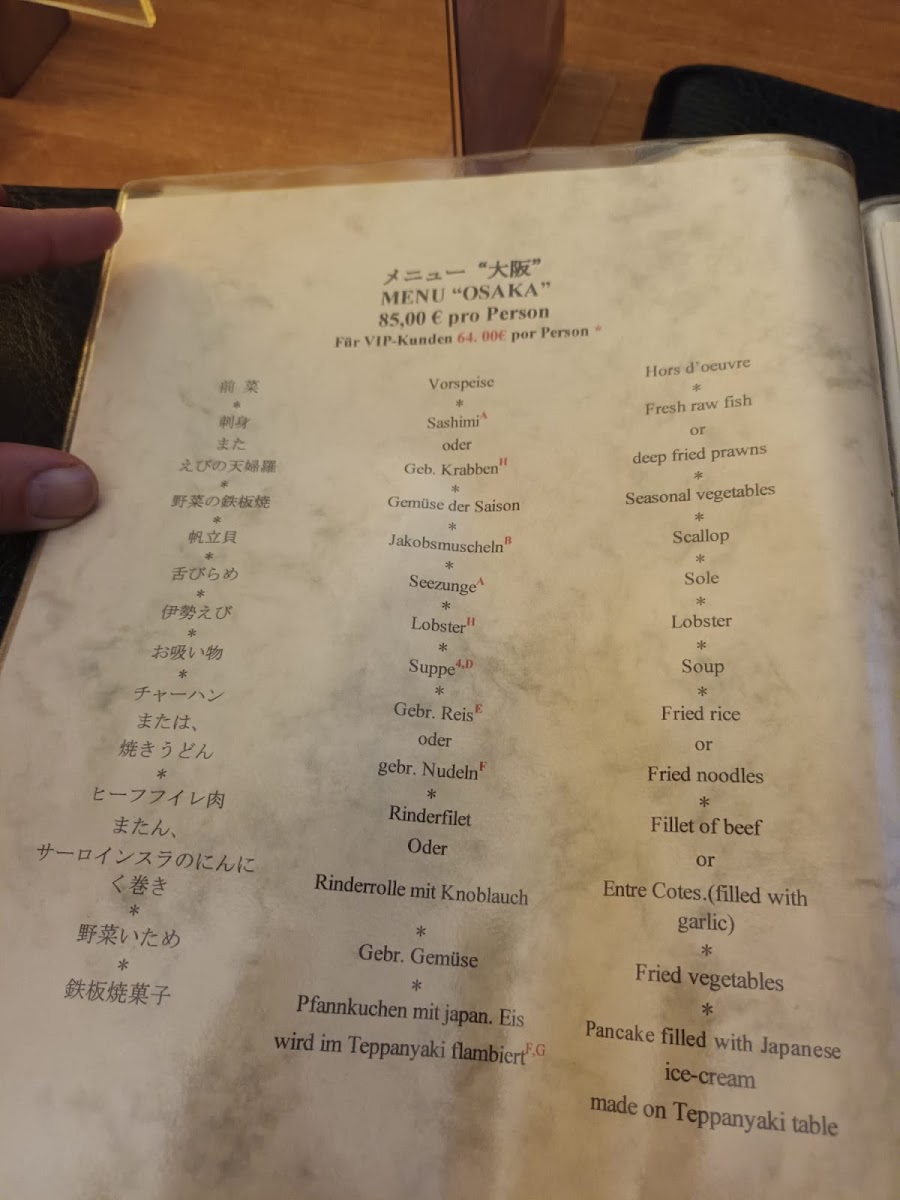 メニュー “大阪”
MENU “OSAKA”
85,00 € pro Person
Für VIP-Kunden 64. 00€ por Person *
前 菜
*
刺身
また
えびの天婦羅
*
野菜の鉄板焼
*
帆立貝
*
舌びらめ
*
伊勢えび
*
お吸い物
*
チャーハン
または、
焼きうどん
*
ヒーフフイレ肉
またん、
サーロインスラのにんに
く巻き
*
野菜いため
*
鉄板焼菓子
Vorspeise
*
Sashimi A
oder
Geb. Krabben H
*
Gemüse der Saison
*
Jakobsmuscheln B
*
Seezunge A
*
Lobster H
*
Suppe 4,D
*
Gebr. Reis E
oder
gebr. Nudeln F
*
Rinderfilet
Oder
Rinderrolle mit Knoblauch
*
Gebr. Gemüse
*
Pfannkuchen mit japan. Eis
wird im Teppanyaki flambiert F,G
Hors d’oeuvre
*
Fresh raw fish
or
deep fried prawns
*
Seasonal vegetables
*
Scallop
*
Sole
*
Lobster
*
Soup
*
Fried rice
or
Fried noodles
*
Fillet of beef
or
Entre Cotes.(filled with
garlic)
*
Fried vegetables
*
Pancake filled with Japanese
ice-cream
made on Teppanyaki table